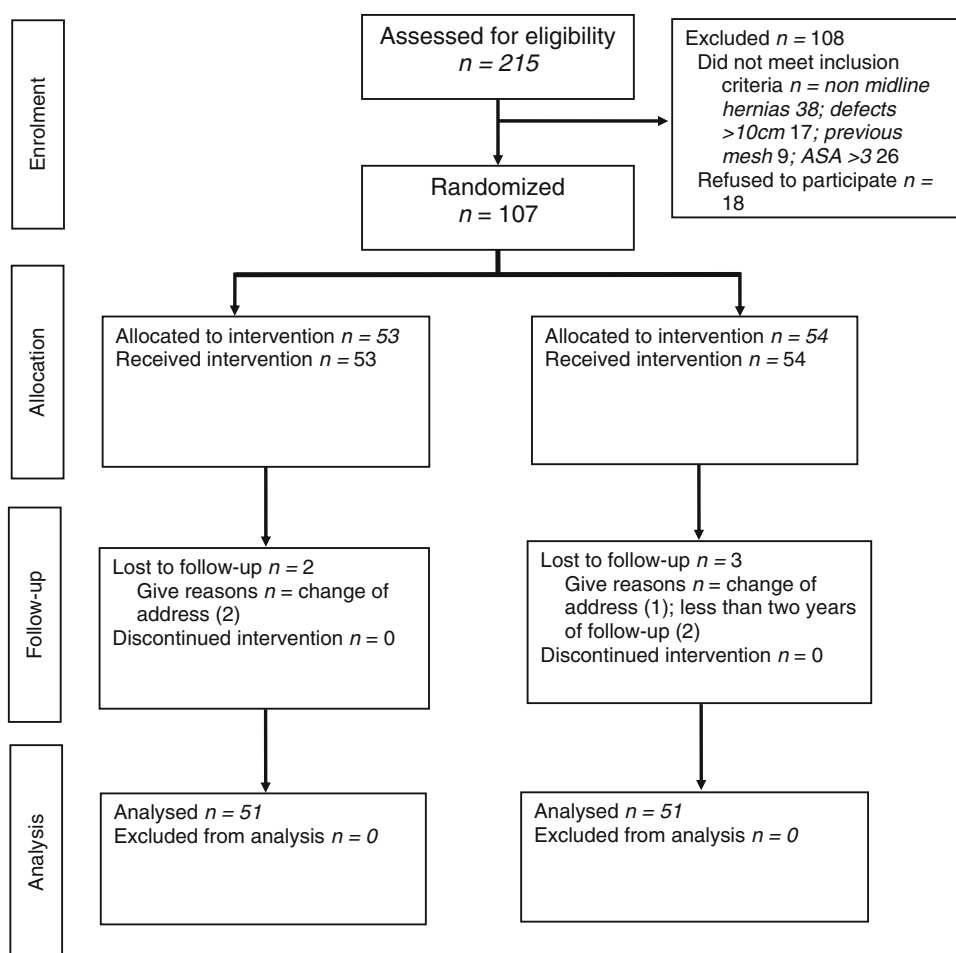 Enrolment
Assessed for eligibility
n = 215
Excluded n = 108
Did not meet inclusion
criteria n = non midline
hernias 38; defects
>10cm 17; previous
mesh 9; ASA >3 26
Refused to participate n =
18
Randomized
n = 107
Allocation
Allocated to intervention n = 53
Received intervention n = 53
Allocated to intervention n = 54
Received intervention n = 54
Follow-up
Lost to follow-up n = 2
Give reasons n = change of
address (2)
Discontinued intervention n = 0
Lost to follow-up n = 3
Give reasons n = change of
address (1); less than two years
of follow-up (2)
Discontinued intervention n = 0
Analysis
Analysed n = 51
Excluded from analysis n = 0
Analysed n = 51
Excluded from analysis n = 0